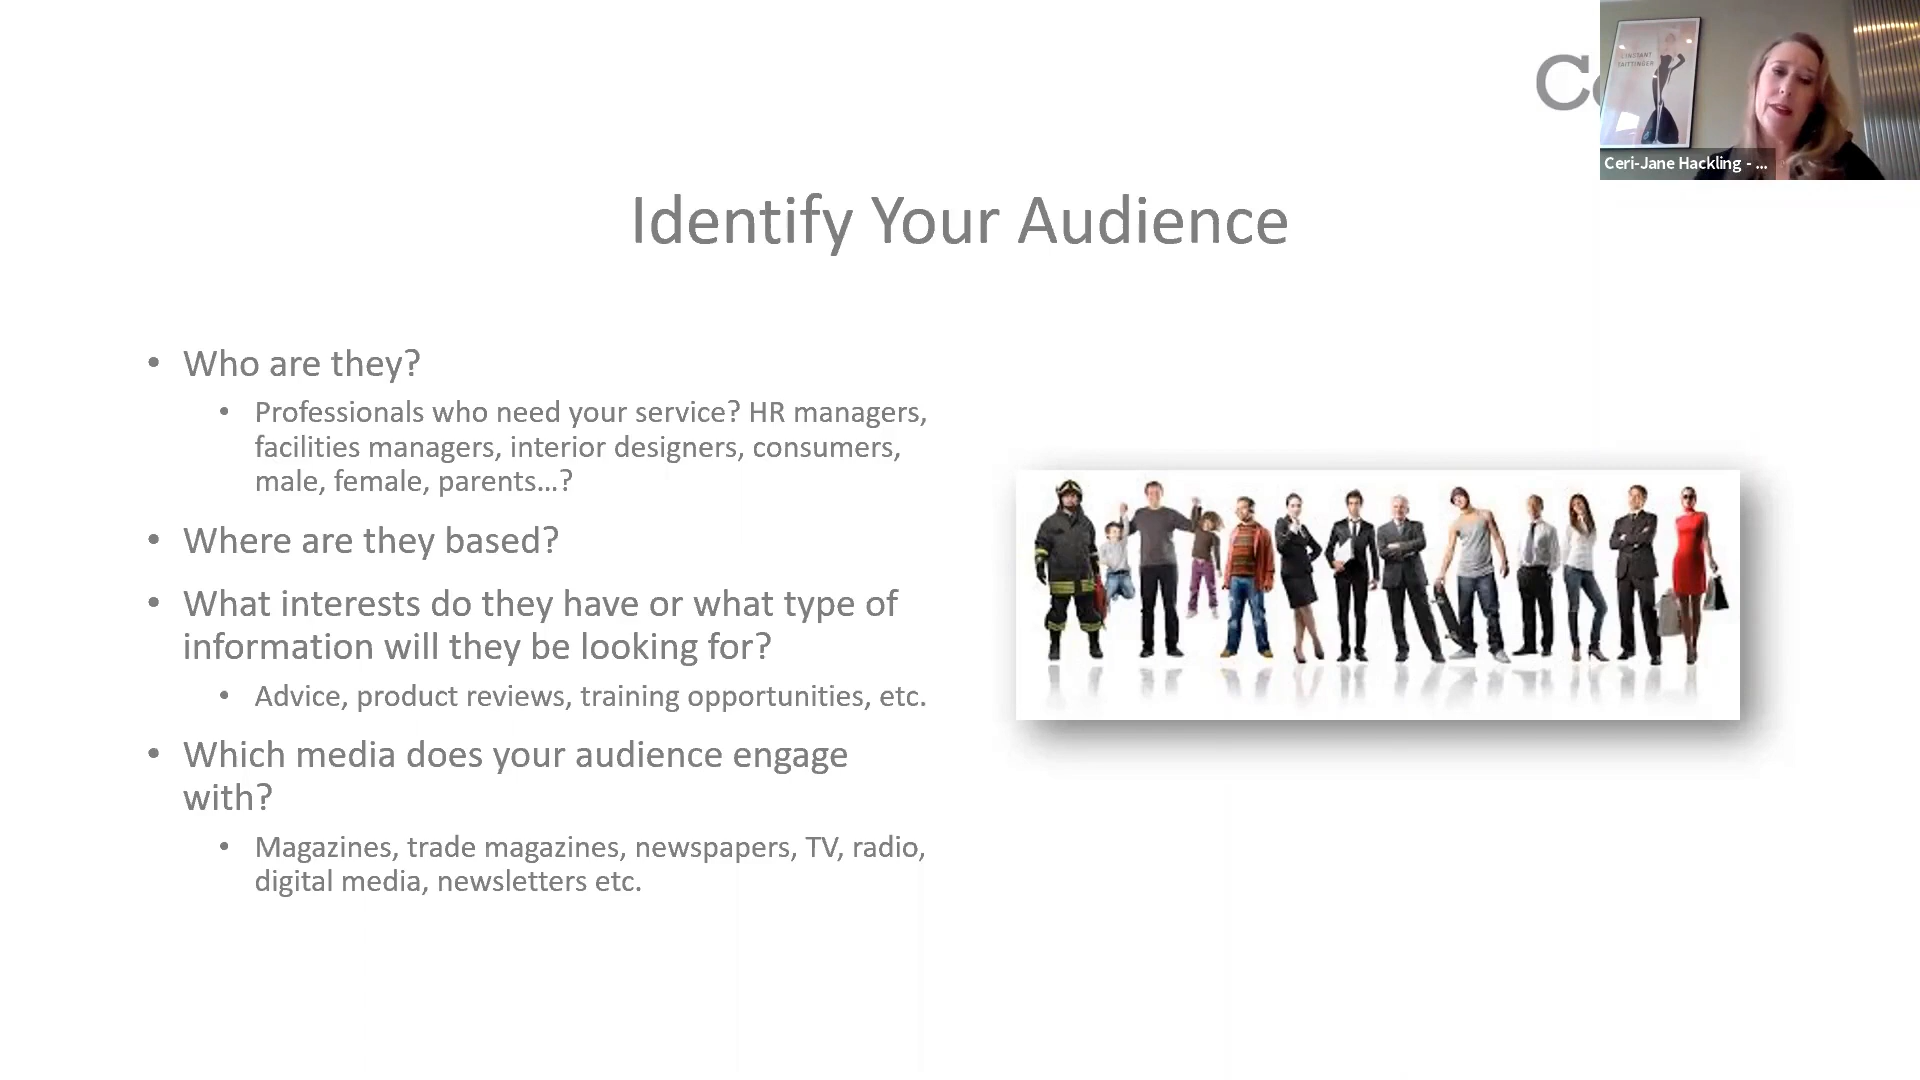 Identify Your Audience
• Who are they?
• Professionals who need your service? HR managers,
facilities managers, interior designers, consumers,
male, female, parents...?
• Where are they based?
• What interests do they have or what type of
information will they be looking for?
• Advice, product reviews, training opportunities, etc.
• Which media does your audience engage
with?
• Magazines, trade magazines, newspapers, TV, radio,
digital media, newsletters etc.
L'INSTANT
TAITTINGER
Ceri-Jane Hackling - ...